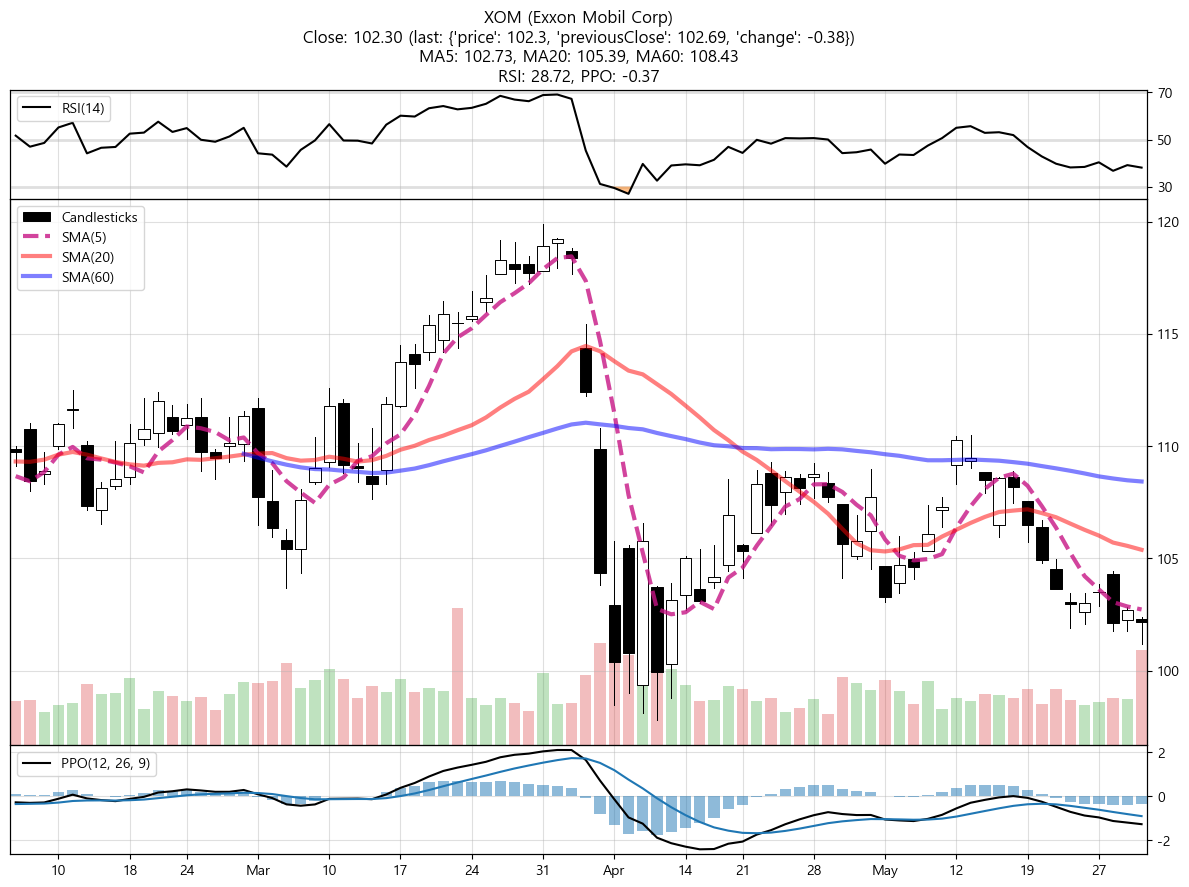 XOM (Exxon Mobil Corp)
Close: 102.30 (last: {'price': 102.3, 'previousClose': 102.69, 'change': -0.38})
MA5: 102.73, MA20: 105.39, MA60: 108.43
RSI: 28.72, PPO: -0.37
RSI(14)
70
50
30
Candlesticks
SMA(5)
SMA(20)
SMA(60)
120
115
110
105
100
PPO(12, 26, 9)
2
0
-2
10 18 24 Mar 10 17 24 31 Apr 14 21 28 May 12 19 27